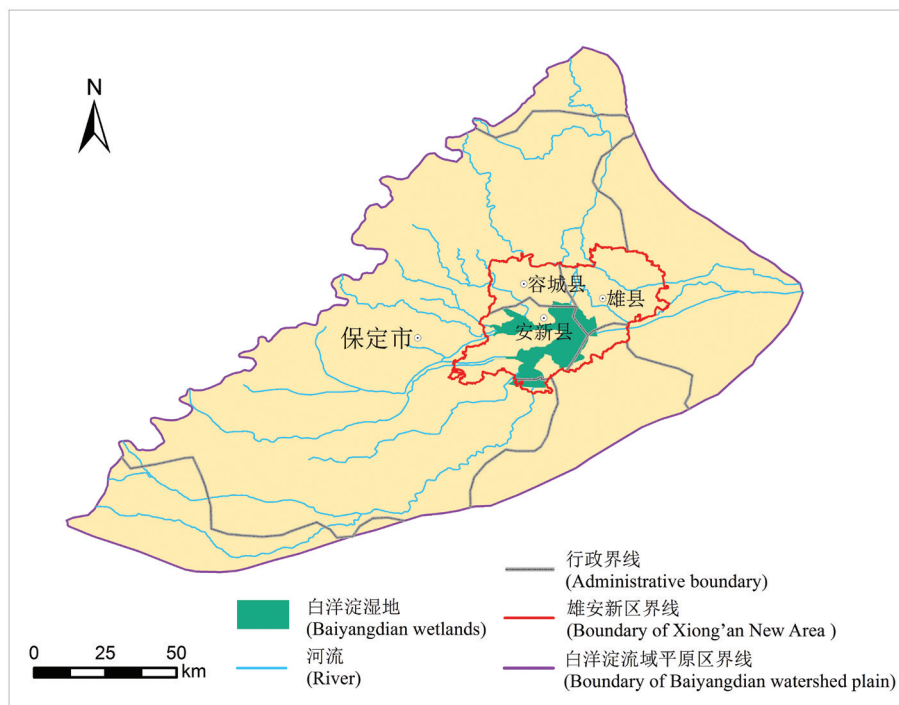 N
容城县
雄县
安新县
保定市
行政界线
(Administrative boundary)
白洋淀湿地
(Baiyangdian wetlands)
雄安新区界线
(Boundary of Xiong'an New Area )
河流
(River)
白洋淀流域平原区界线
(Boundary of Baiyangdian watershed plain)
0 25 50
km